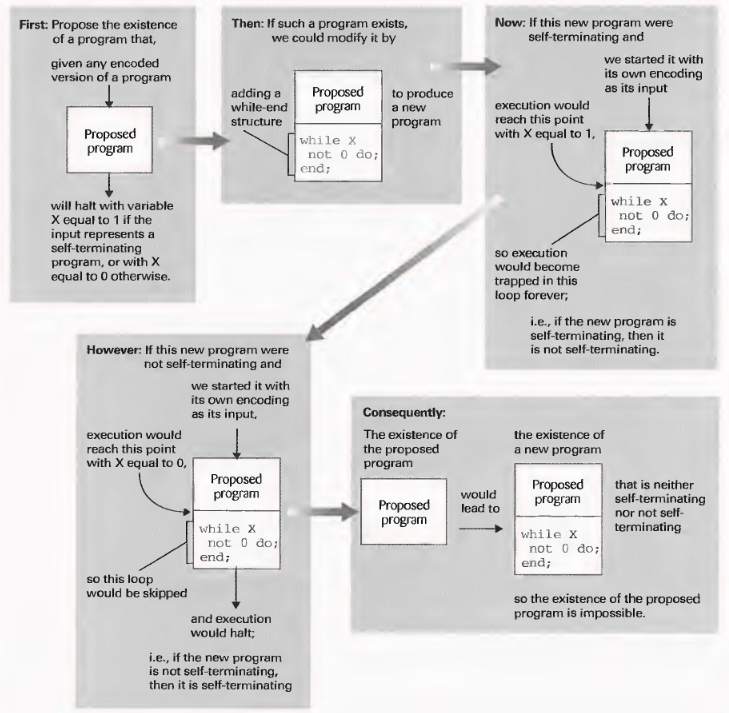 First: Propose the existence
of a program that,
given any encoded
version of a program
Proposed
program
will halt with variable
X equal to 1 if the
input represents a
self-terminating
program, or with X
equal to 0 otherwise.
Then: If such a program exists,
we could modify it by
adding a
while-end
structure
Proposed
program
while X
not 0 do;
end;
to produce
a new
program
Now: If this new program were
self-terminating and
we started it with
its own encoding
as its input
execution would
reach this point
with X equal to 1,
Proposed
program
while X
not 0 do;
end;
so execution
would become
trapped in this
loop forever;
i.e., if the new program is
self-terminating, then it
is not self-terminating.
However: If this new program were
not self-terminating and
we started it with
its own encoding
as its input,
execution would
reach this point
with X equal to 0,
Proposed
program
while X
not 0 do;
end;
so this loop
would be skipped
and execution
would halt;
i.e., if the new program
is not self-terminating,
then it is self-terminating
Consequently:
The existence of
the proposed
program
Proposed
program
would
lead to
the existence of
a new program
Proposed
program
while X
not 0 do;
end;
that is neither
self-terminating
nor not self-
terminating
so the existence of the proposed
program is impossible.